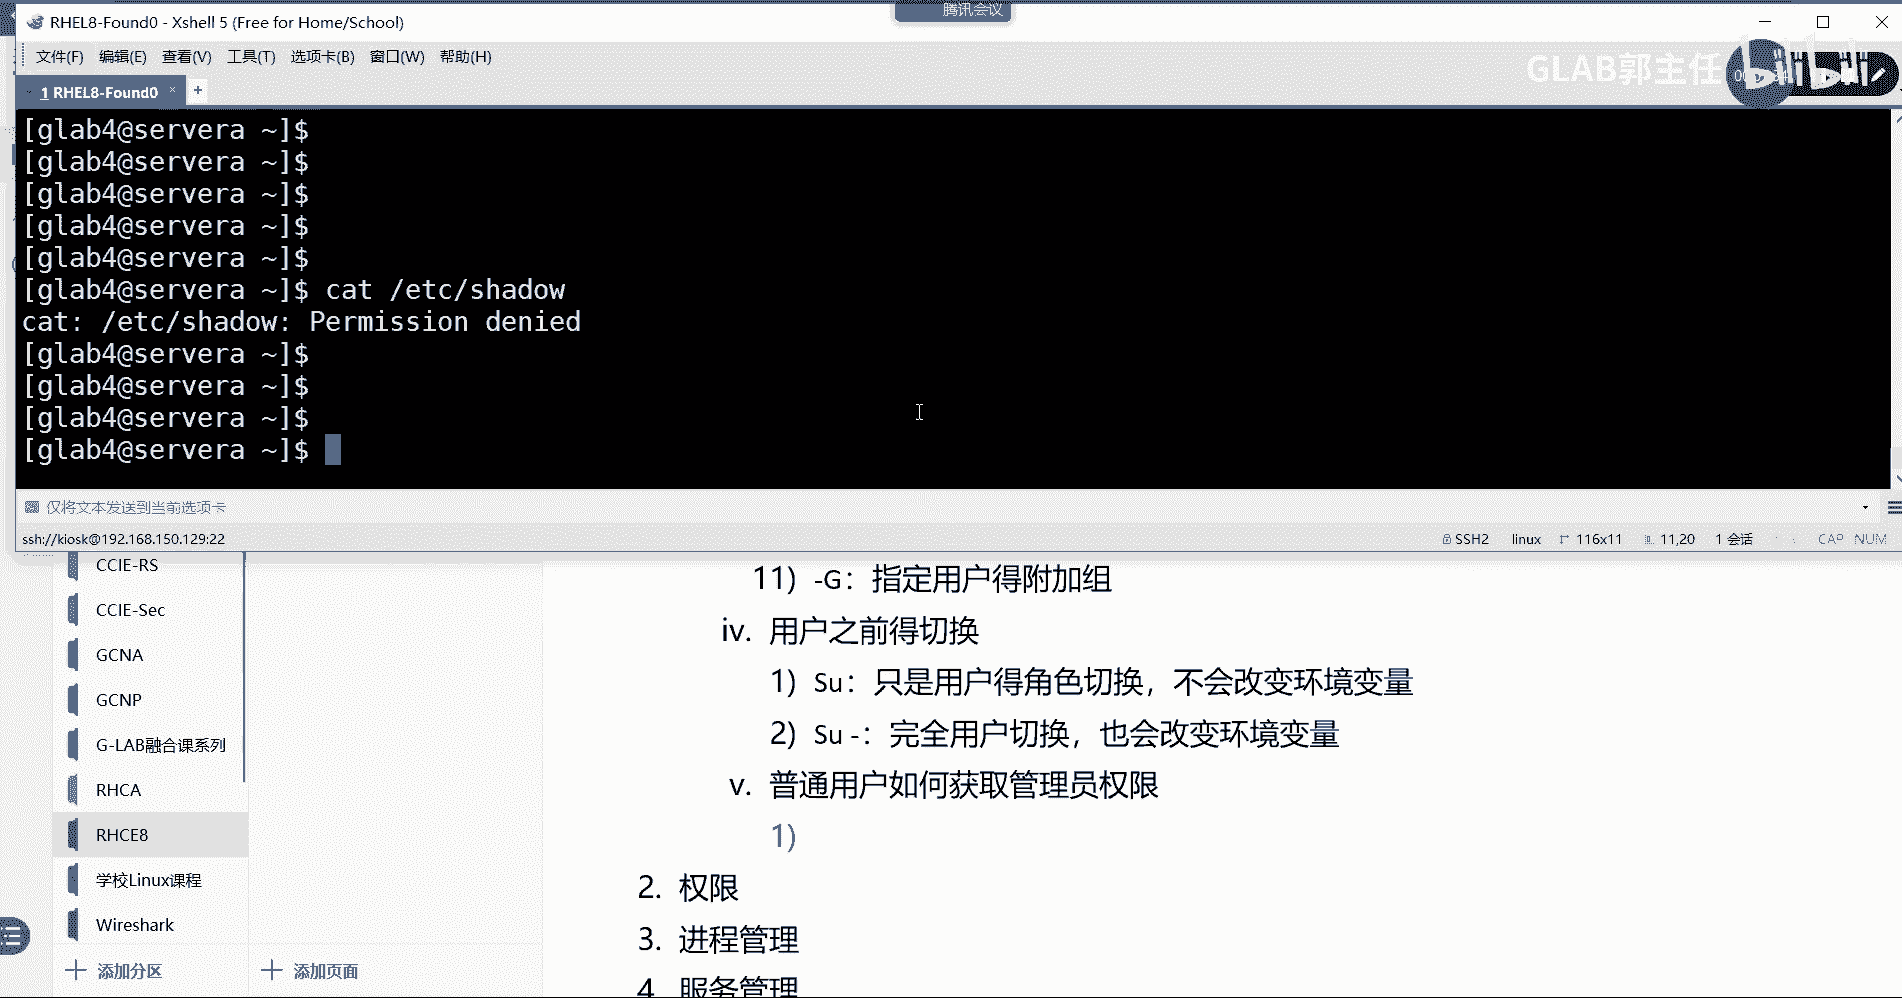 腾讯会议
RHEL8-Found0 - Xshell 5 (Free for Home/School)
文件(F) 编辑(E) 查看(V) 工具(T) 选项卡(B) 窗口(W) 帮助(H)
GLAB郭主任 bilibili
1 RHEL8-Found0 × +
[glab4@servera ~]$
[glab4@servera ~]$
[glab4@servera ~]$
[glab4@servera ~]$
[glab4@servera ~]$
[glab4@servera ~]$ cat /etc/shadow
cat: /etc/shadow: Permission denied
[glab4@servera ~]$
[glab4@servera ~]$
[glab4@servera ~]$
[glab4@servera ~]$
仅将文本发送到当前选项卡
ssh://kiosk@192.168.150.129:22 SSH2 linux 116x11 11,20 1 会话 CAP NUM
CCIE-RS
CCIE-Sec
GCNA
GCNP
G-LAB融合课系列
RHCA
RHCE8
学校Linux课程
Wireshark
添加分区 添加页面
11) -G：指定用户得附加组
iv. 用户之前得切换
1) Su：只是用户得角色切换，不会改变环境变量
2) Su -：完全用户切换，也会改变环境变量
v. 普通用户如何获取管理员权限
1)
2. 权限
3. 进程管理
4. 服务管理